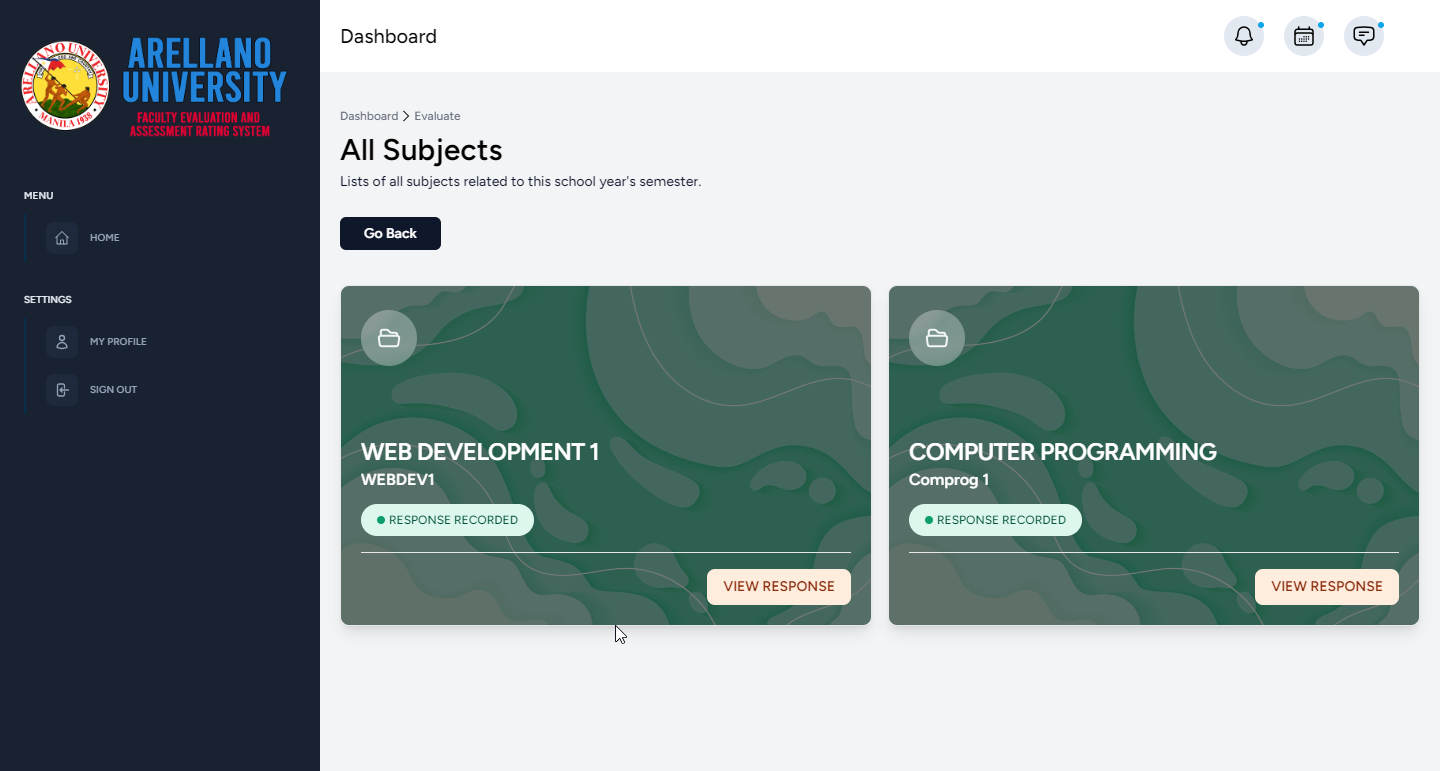 ARELLANO UNIVERSITY
MANILA 1938
ARELLANO
UNIVERSITY
FACULTY EVALUATION AND
ASSESSMENT RATING SYSTEM
MENU
HOME
SETTINGS
MY PROFILE
SIGN OUT
Dashboard
Dashboard > Evaluate
All Subjects
Lists of all subjects related to this school year's semester.
Go Back
WEB DEVELOPMENT 1
WEBDEV1
RESPONSE RECORDED
VIEW RESPONSE
COMPUTER PROGRAMMING
Comprog 1
RESPONSE RECORDED
VIEW RESPONSE